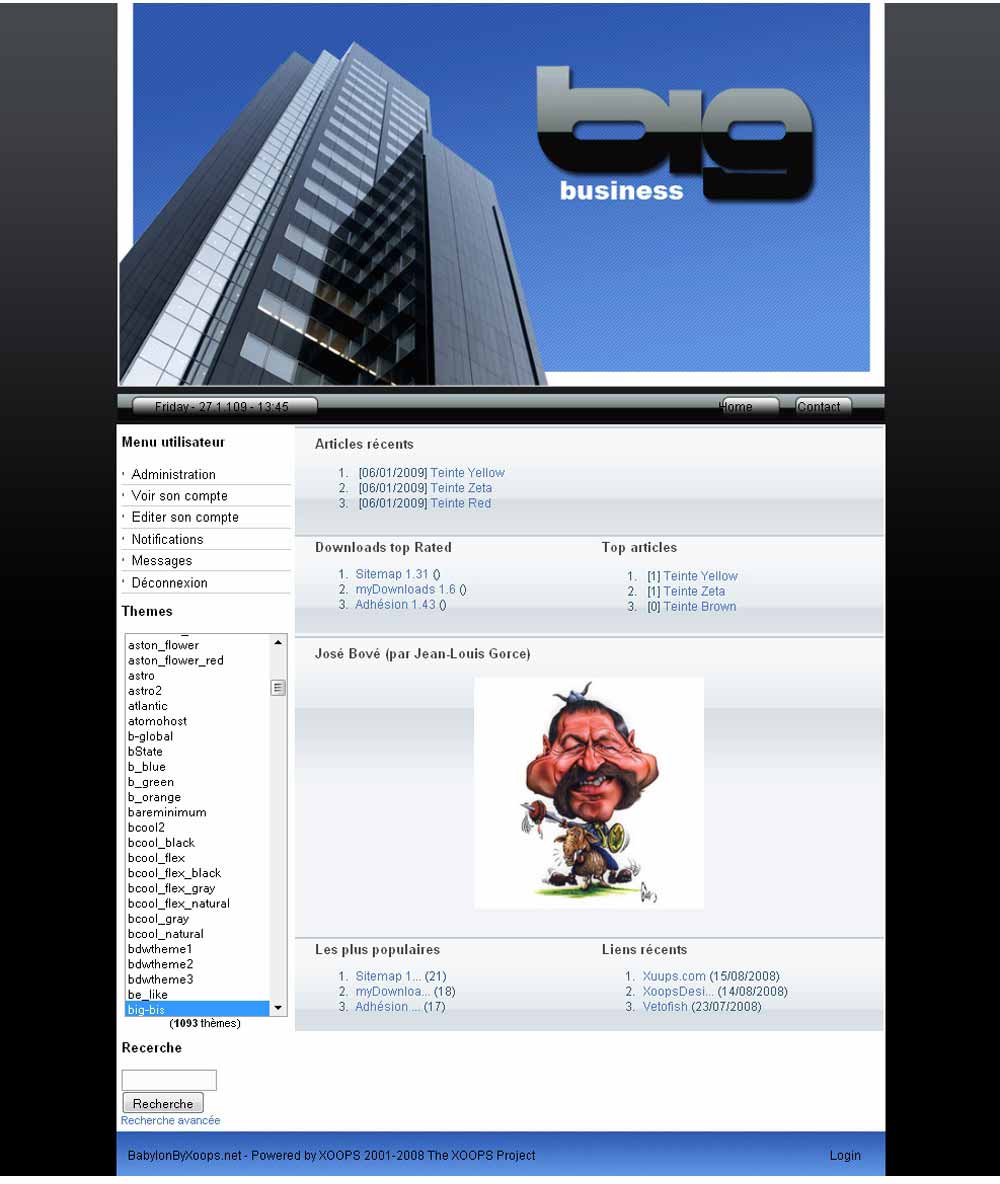 big
business
Friday - 27.1.109 - 13:45
Home
Contact
Menu utilisateur
Administration
Voir son compte
Editer son compte
Notifications
Messages
Déconnexion
Themes
aston_flower
aston_flower_red
astro
astro2
atlantic
atomohost
b-global
bState
b_blue
b_green
b_orange
bareminimum
bcool2
bcool_black
bcool_flex
bcool_flex_black
bcool_flex_gray
bcool_flex_natural
bcool_gray
bcool_natural
bdwtheme1
bdwtheme2
bdwtheme3
be_like
big-bis
(1093 thèmes)
Recerche
Recherche
Recherche avancée
Articles récents
1. [06/01/2009] Teinte Yellow
2. [06/01/2009] Teinte Zeta
3. [06/01/2009] Teinte Red
Downloads top Rated
1. Sitemap 1.31 ()
2. myDownloads 1.6 ()
3. Adhésion 1.43 ()
Top articles
1. [1] Teinte Yellow
2. [1] Teinte Zeta
3. [0] Teinte Brown
José Bové (par Jean-Louis Gorce)
Les plus populaires
1. Sitemap 1... (21)
2. myDownloa... (18)
3. Adhésion ... (17)
Liens récents
1. Xuups.com (15/08/2008)
2. XoopsDesi... (14/08/2008)
3. Vetofish (23/07/2008)
BabylonByXoops.net - Powered by XOOPS 2001-2008 The XOOPS Project
Login